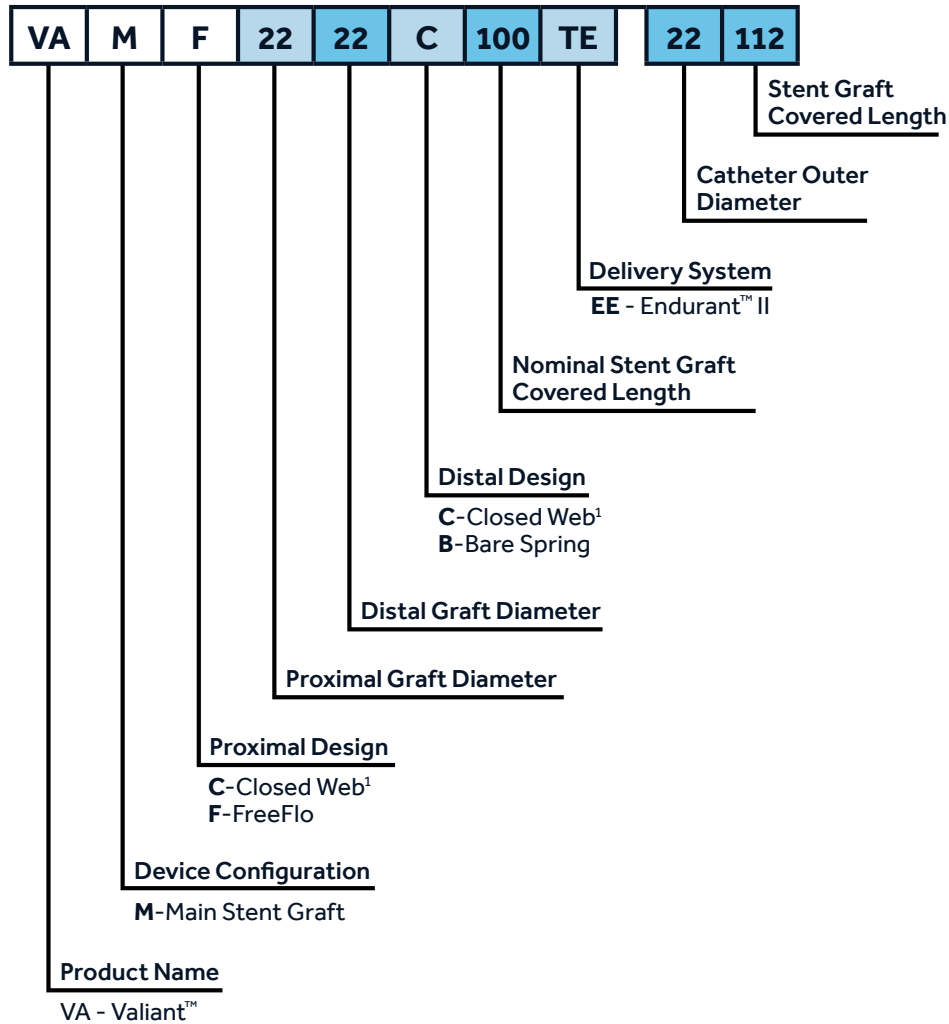 VA M F 22 22 C 100 TE 22 112
Stent Graft
Covered Length
Catheter Outer
Diameter
Delivery System
EE - Endurant™ II
Nominal Stent Graft
Covered Length
Distal Design
C-Closed Web¹
B-Bare Spring
Distal Graft Diameter
Proximal Graft Diameter
Proximal Design
C-Closed Web¹
F-FreeFlo
Device Configuration
M-Main Stent Graft
Product Name
VA - Valiant™